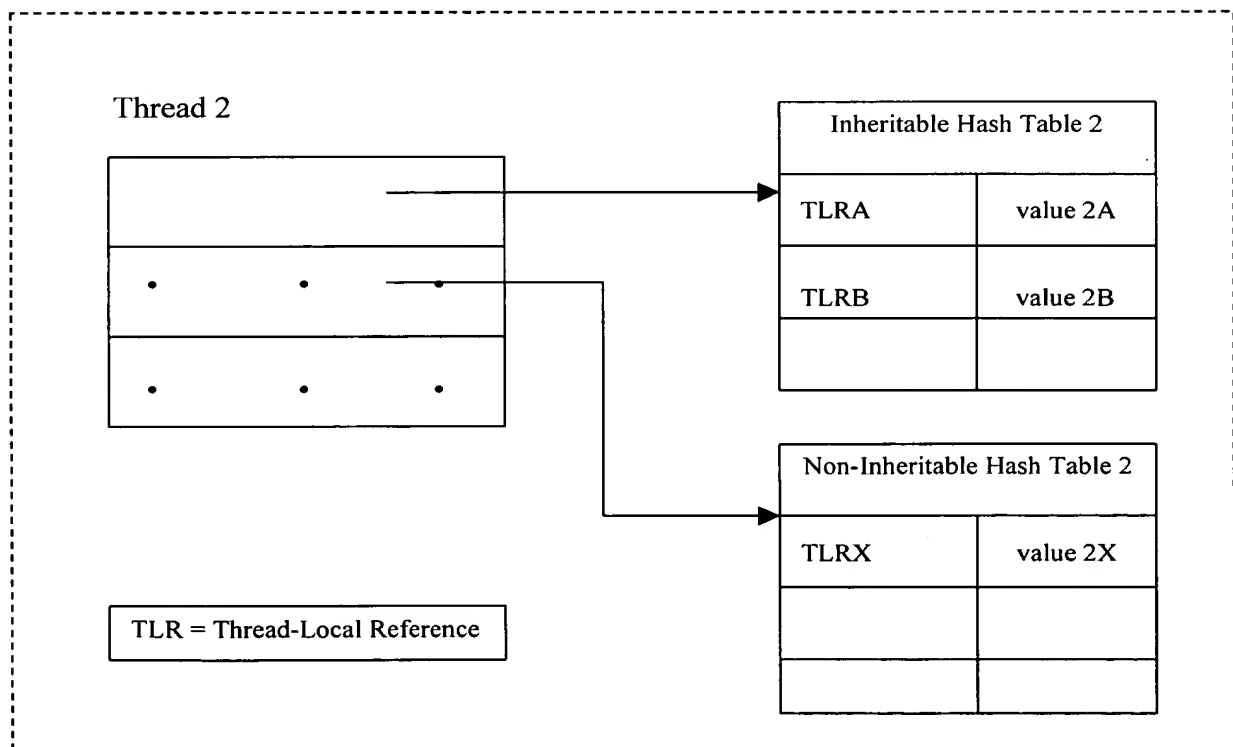 Thread 2
Inheritable Hash Table 2
TLRA
value 2A
TLRB
value 2B
Non-Inheritable Hash Table 2
TLRX
value 2X
TLR = Thread-Local Reference